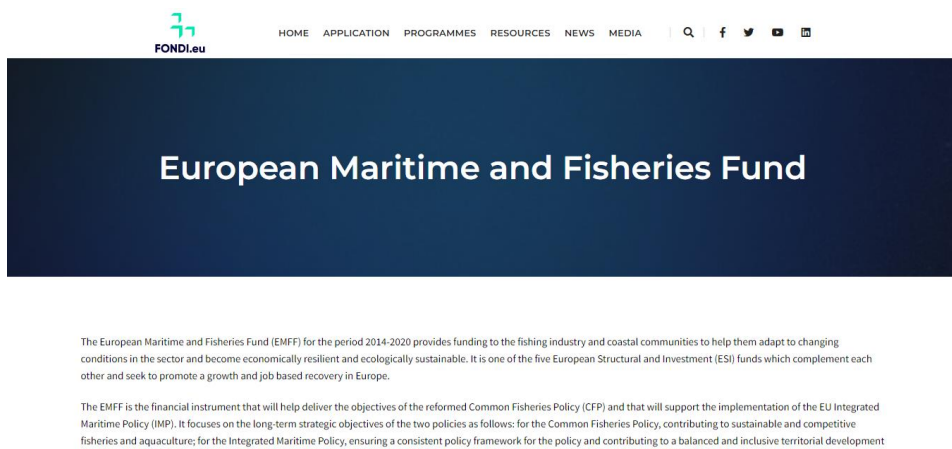 FONDI.eu
HOME APPLICATION PROGRAMMES RESOURCES NEWS MEDIA
European Maritime and Fisheries Fund
The European Maritime and Fisheries Fund (EMFF) for the period 2014-2020 provides funding to the fishing industry and coastal communities to help them adapt to changing
conditions in the sector and become economically resilient and ecologically sustainable. It is one of the five European Structural and Investment (ESI) funds which complement each
other and seek to promote a growth and job based recovery in Europe.
The EMFF is the financial instrument that will help deliver the objectives of the reformed Common Fisheries Policy (CFP) and that will support the implementation of the EU Integrated
Maritime Policy (IMP). It focuses on the long-term strategic objectives of the two policies as follows: for the Common Fisheries Policy, contributing to sustainable and competitive
fisheries and aquaculture; for the Integrated Maritime Policy, ensuring a consistent policy framework for the policy and contributing to a balanced and inclusive territorial development